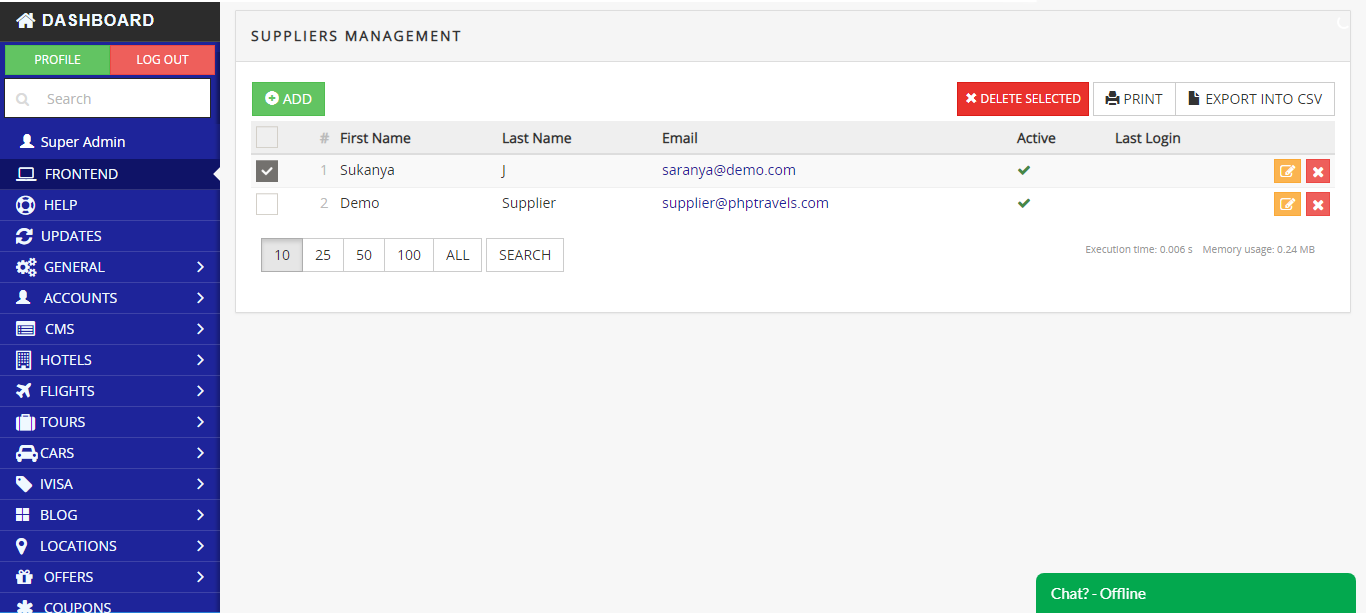 DASHBOARD
PROFILE LOG OUT
Search
Super Admin
FRONTEND
HELP
UPDATES
GENERAL
ACCOUNTS
CMS
HOTELS
FLIGHTS
TOURS
CARS
IVISA
BLOG
LOCATIONS
OFFERS
COUPONS
SUPPLIERS MANAGEMENT
ADD DELETE SELECTED PRINT EXPORT INTO CSV
# First Name Last Name Email Active Last Login
1 Sukanya J saranya@demo.com
2 Demo Supplier supplier@phptravels.com
10 25 50 100 ALL SEARCH
Execution time: 0.006 s Memory usage: 0.24 MB
Chat? - Offline